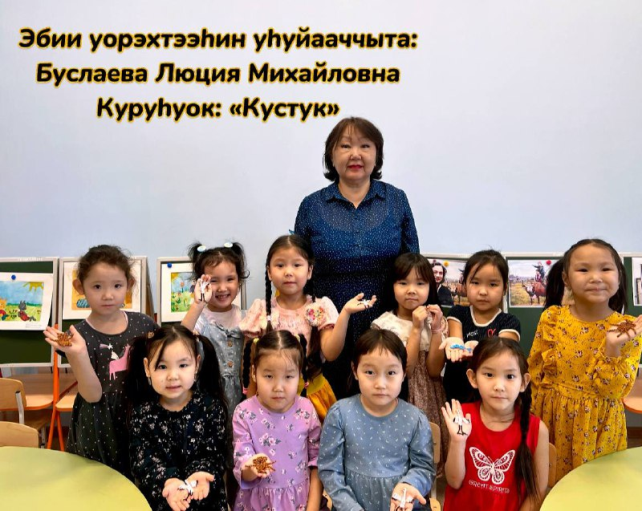 Эбии уорэхтээһин уһуйааччыта:
Буслаева Люция Михайловна
Куруһуок: «Кустук»